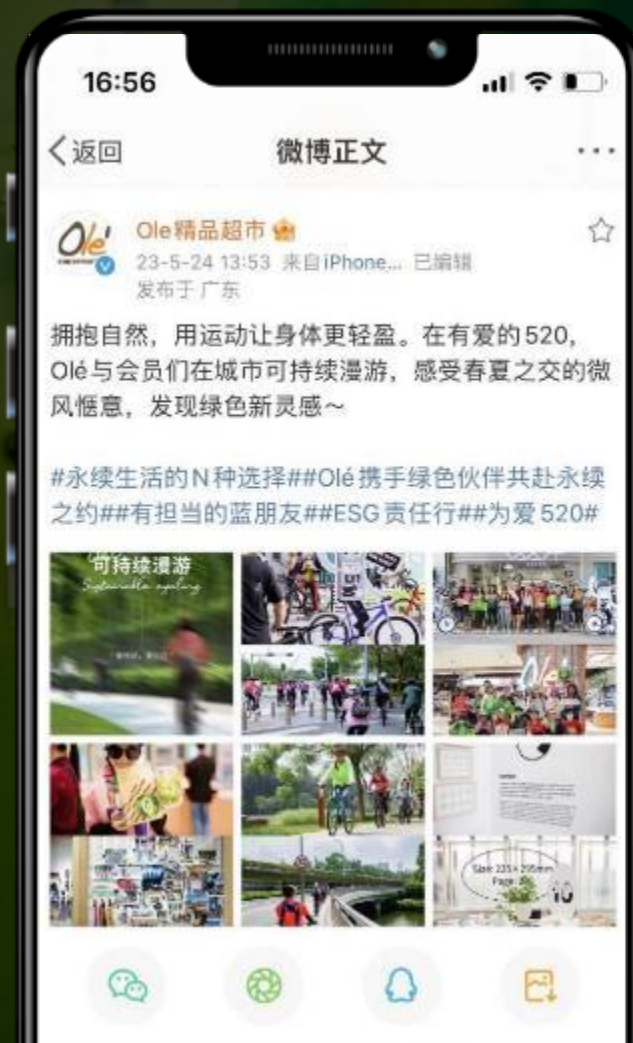 16:56
返回
微博正文
Olé
Ole精品超市
23-5-24 13:53 来自iPhone... 已编辑
发布于 广东
拥抱自然，用运动让身体更轻盈。在有爱的520，
Olé与会员们在城市可持续漫游，感受春夏之交的微
风惬意，发现绿色新灵感～
#永续生活的N种选择##Olé携手绿色伙伴共赴永续
之约##有担当的蓝朋友##ESG责任行##为爱520#
可持续漫游
Olé
Size: 225×295mm
10